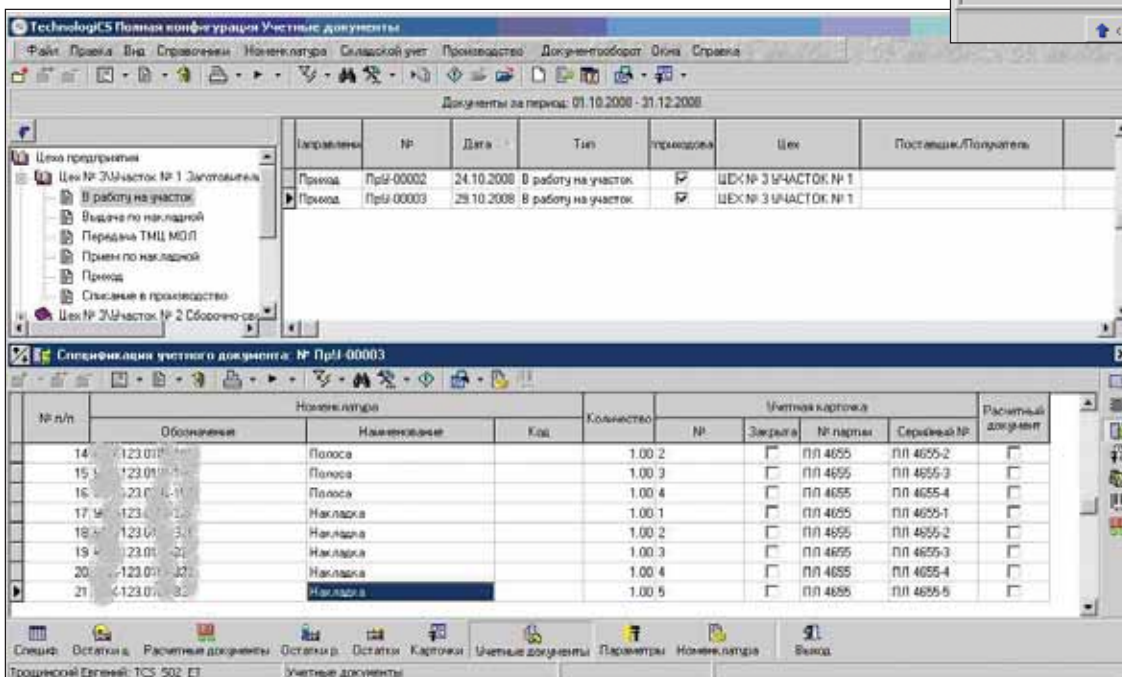 TechnologiCS Полная конфигурация Учетные документы
Файл Правка Вид Справочники Номенклатура Складской учет Производство Документооборот Окна Справка
Документы за период: 01.10.2008 - 31.12.2008
Цеха предприятия
Цех № 3\Участок № 1 Заготовительн
В работу на участок
Выдача по накладной
Передача ТМЦ МОЛ
Прием по накладной
Приход
Списание в производство
Цех № 3\Участок № 2 Сборочно-сва
Направлени № Дата Тип Оприходова Цех Поставщик/Получатель
Приход ПрУ-00002 24.10.2008 В работу на участок ЦЕХ № 3 УЧАСТОК № 1
Приход ПрУ-00003 29.10.2008 В работу на участок ЦЕХ № 3 УЧАСТОК № 1
Спецификация учетного документа: № ПрУ-00003
№ п/п Номенклатура Количество Учетная карточка Расчетный документ
Обозначение Наименование Код № Закрыта № партии Серийный №
14 Полоса 1.00 2 ПЛ 4655 ПЛ 4655-2
15 Полоса 1.00 3 ПЛ 4655 ПЛ 4655-3
16 Полоса 1.00 4 ПЛ 4655 ПЛ 4655-4
17 Накладка 1.00 1 ПЛ 4655 ПЛ 4655-1
18 Накладка 1.00 2 ПЛ 4655 ПЛ 4655-2
19 Накладка 1.00 3 ПЛ 4655 ПЛ 4655-3
20 Накладка 1.00 4 ПЛ 4655 ПЛ 4655-4
21 Накладка 1.00 5 ПЛ 4655 ПЛ 4655-5
Специф. Остатки д. Расчетные документы Остатки р. Остатки Карточки Учетные документы Параметры Номенклатура Выход
Трощинский Евгений: TCS_502_ET Учетные документы